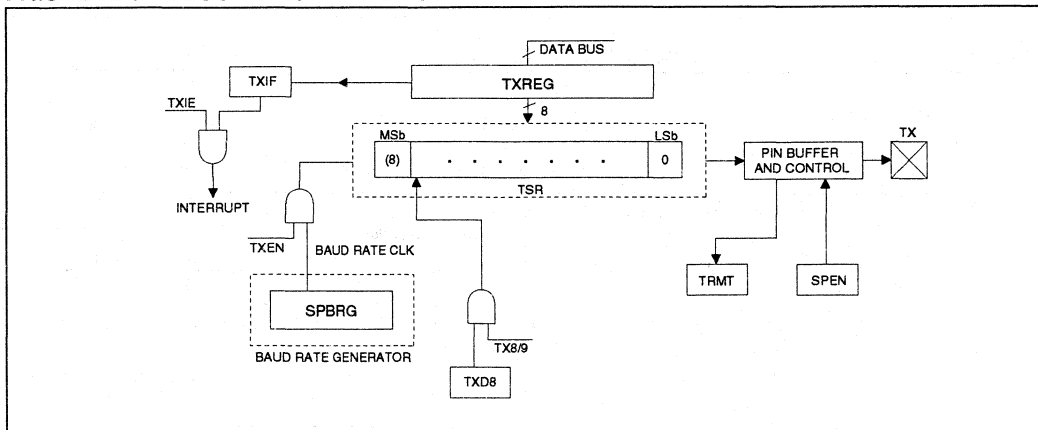 DATA BUS
TXIF
TXREG
TXIE
8
MSb
LSb
TX
(8)
0
PIN BUFFER
AND CONTROL
TSR
INTERRUPT
TXEN
BAUD RATE CLK
TRMT
SPEN
SPBRG
TX8/9
BAUD RATE GENERATOR
TXD8